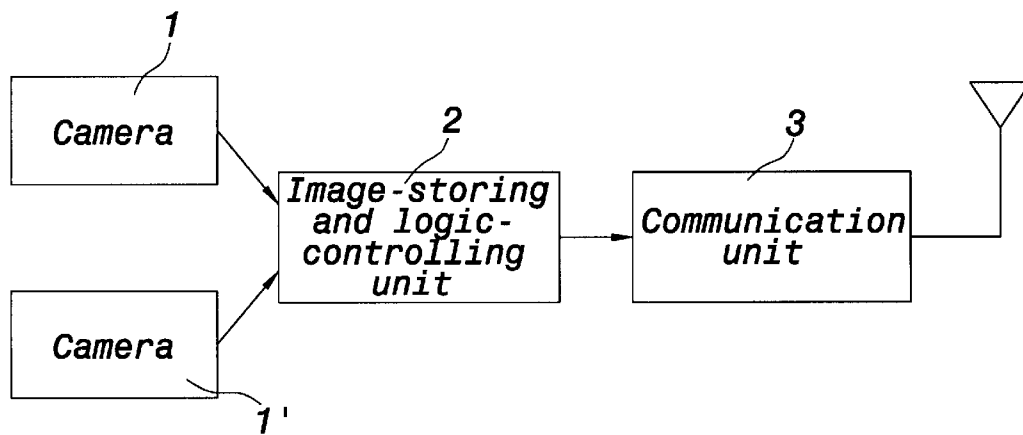 1
Camera
2
Image-storing
and logic-
controlling
unit
3
Communication
unit
Camera
1'